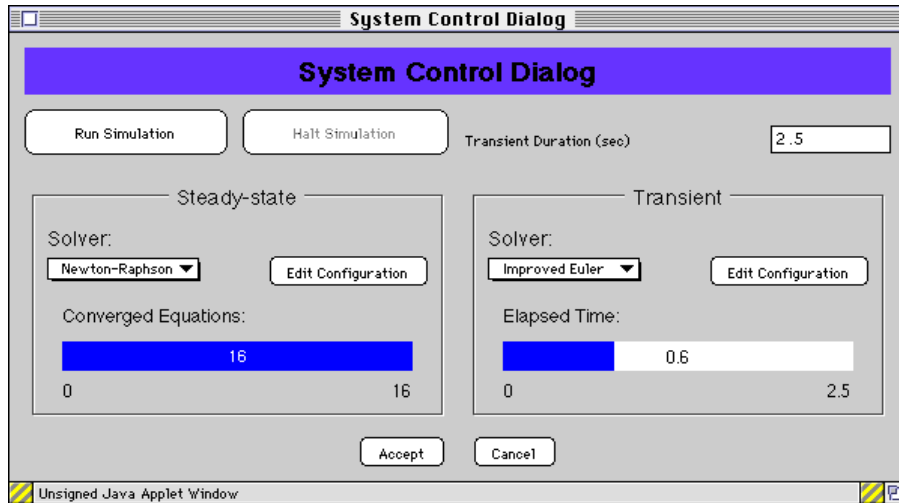 System Control Dialog
System Control Dialog
Run Simulation Halt Simulation Transient Duration (sec) 2.5
Steady-state
Solver:
Newton-Raphson Edit Configuration
Converged Equations:
16
0 16
Transient
Solver:
Improved Euler Edit Configuration
Elapsed Time:
0.6
0 2.5
Accept Cancel
Unsigned Java Applet Window